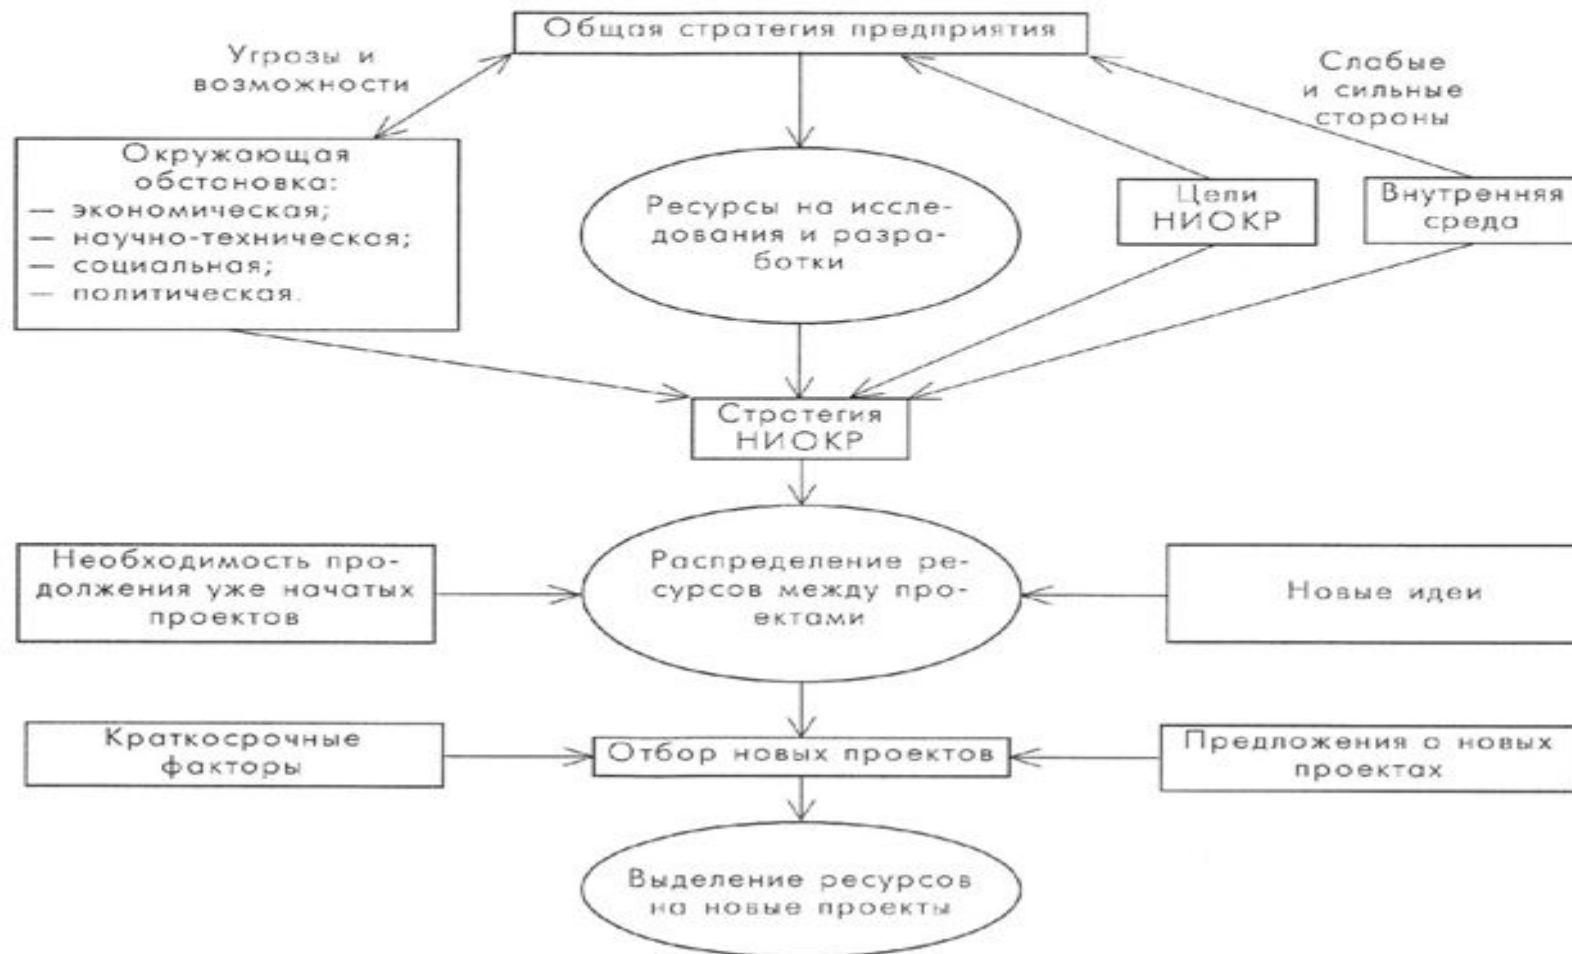 Общая стратегия предприятия
Угрозы и
возможности
Слабые
и сильные
стороны
Окружающая
обстановка:
— экономическая;
— научно-техническая;
— социальная;
— политическая.
Ресурсы на иссле-
дования и разра-
ботки
Цели
НИОКР
Внутренняя
среда
Стратегия
НИОКР
Необходимость про-
должения уже начатых
проектов
Распределение ре-
сурсов между про-
ектами
Новые идеи
Краткосрочные
факторы
Отбор новых проектов
Предложения о новых
проектах
Выделение ресурсов
на новые проекты